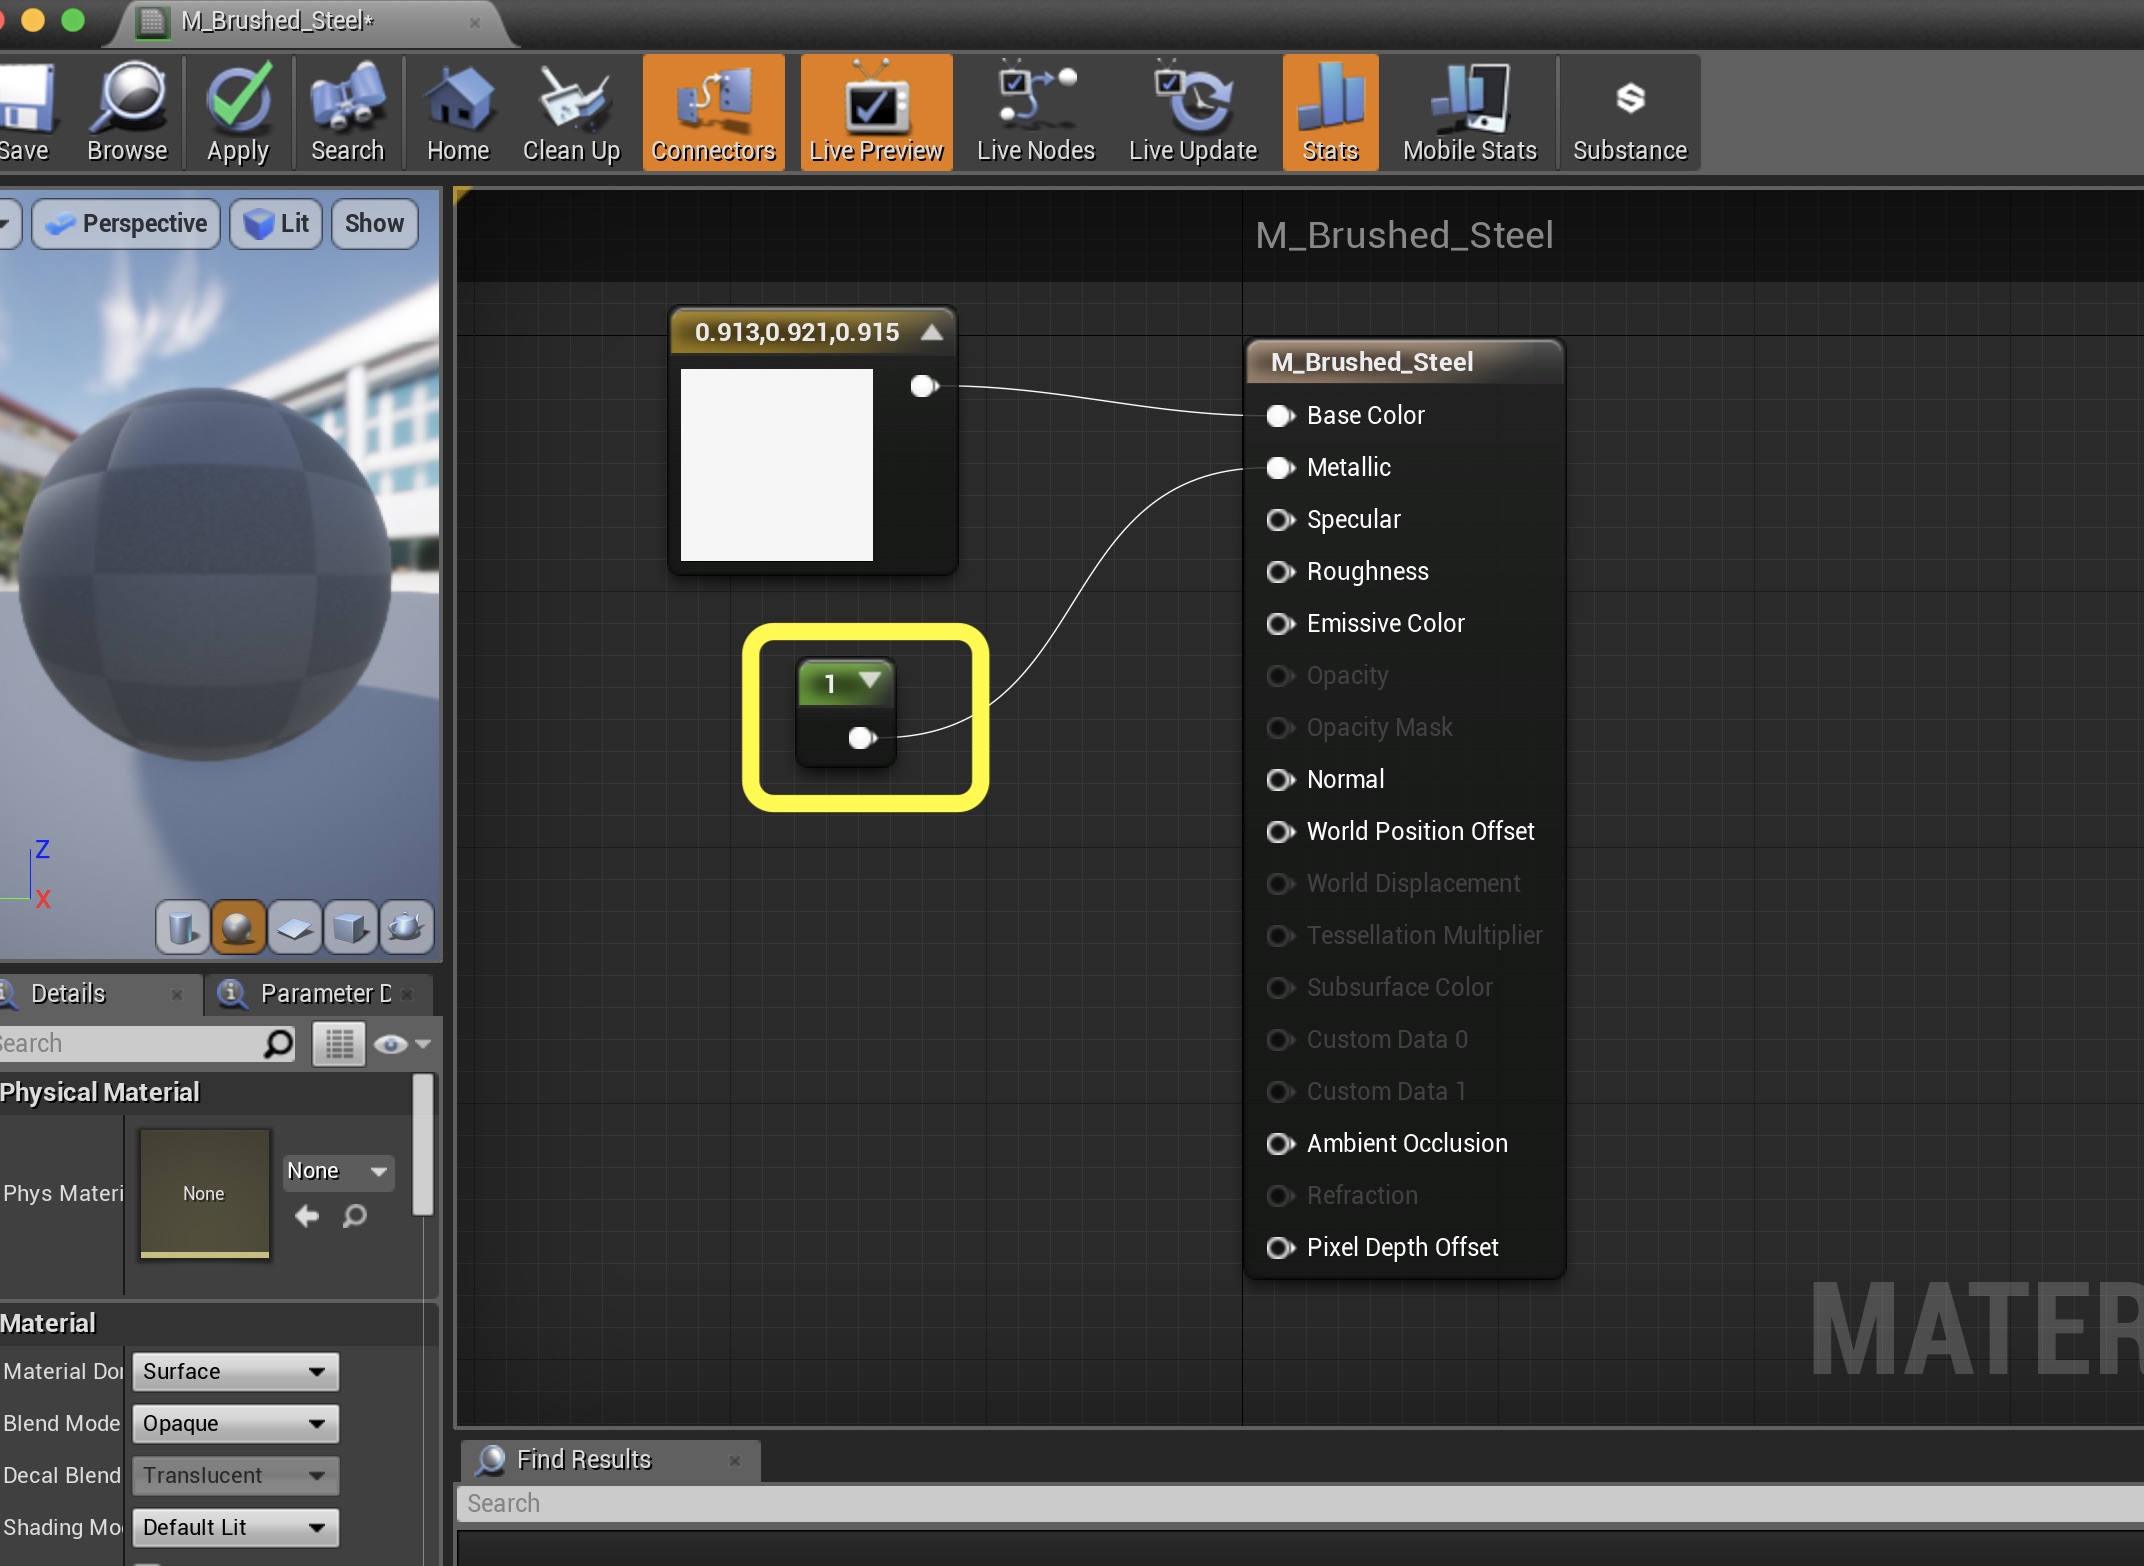 M_Brushed_Steel*
Save
Browse
Apply
Search
Home
Clean Up
Connectors
Live Preview
Live Nodes
Live Update
Stats
Mobile Stats
Substance
Perspective
Lit
Show
M_Brushed_Steel
0.913,0.921,0.915
M_Brushed_Steel
Base Color
Metallic
Specular
Roughness
Emissive Color
Opacity
Opacity Mask
Normal
World Position Offset
World Displacement
Tessellation Multiplier
Subsurface Color
Custom Data 0
Custom Data 1
Ambient Occlusion
Refraction
Pixel Depth Offset
1
Z
X
Details
Parameter D
Search
Physical Material
Phys Materi
None
None
Material
Material Do
Surface
Blend Mode
Opaque
Decal Blend
Translucent
Shading Mo
Default Lit
MATER
Find Results
Search